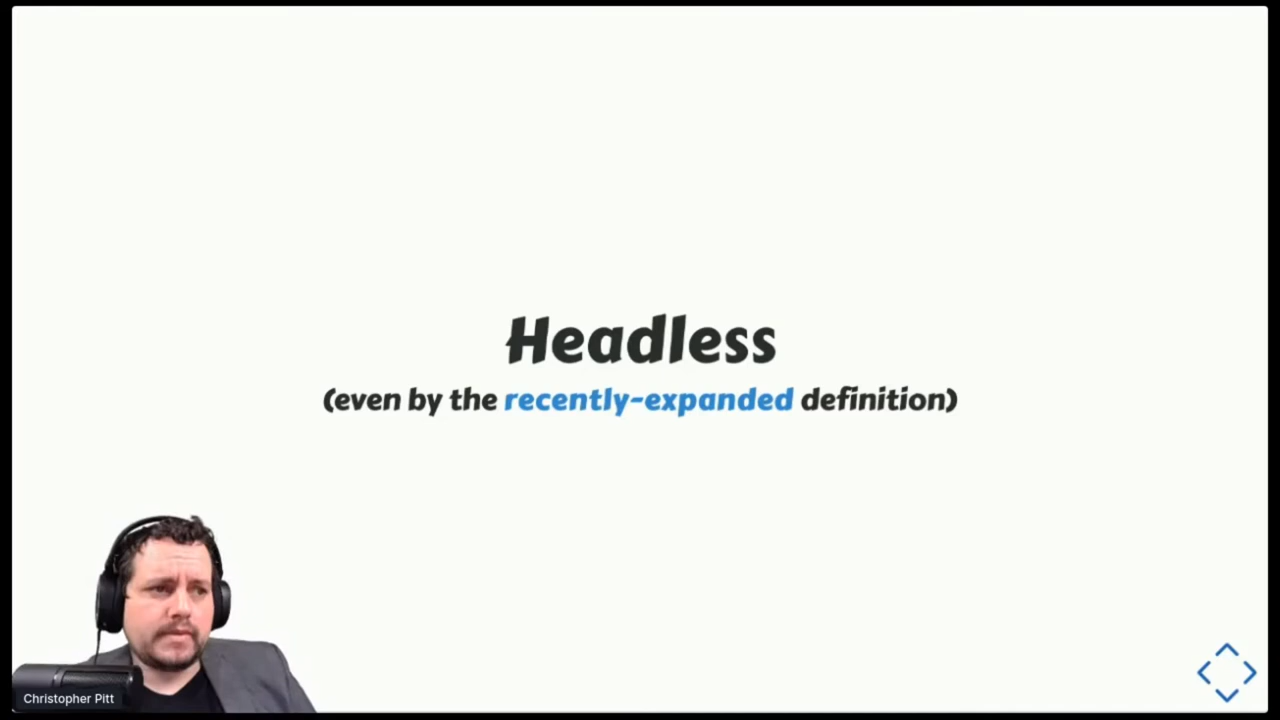 Headless
(even by the recently-expanded definition)
Christopher Pitt